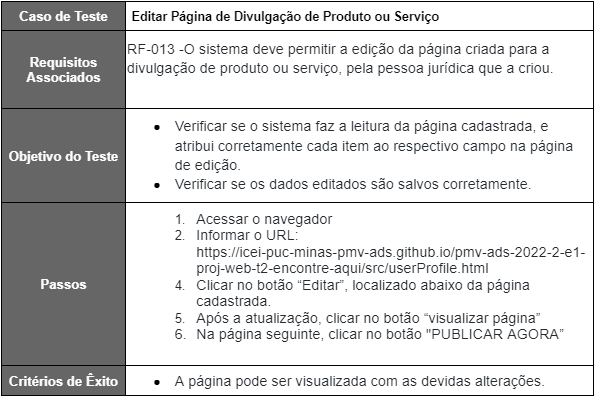 Caso de Teste
Editar Página de Divulgação de Produto ou Serviço
Requisitos
Associados
RF-013 -O sistema deve permitir a edição da página criada para a
divulgação de produto ou serviço, pela pessoa jurídica que a criou.
Objetivo do Teste
● Verificar se o sistema faz a leitura da página cadastrada, e
atribui corretamente cada item ao respectivo campo na página
de edição.
● Verificar se os dados editados são salvos corretamente.
Passos
1. Acessar o navegador
2. Informar o URL:
https://icei-puc-minas-pmv-ads.github.io/pmv-ads-2022-2-e1-
proj-web-t2-encontre-aqui/src/userProfile.html
4. Clicar no botão “Editar”, localizado abaixo da página
cadastrada.
5. Após a atualização, clicar no botão “visualizar página”
6. Na página seguinte, clicar no botão "PUBLICAR AGORA”
Critérios de Êxito
● A página pode ser visualizada com as devidas alterações.